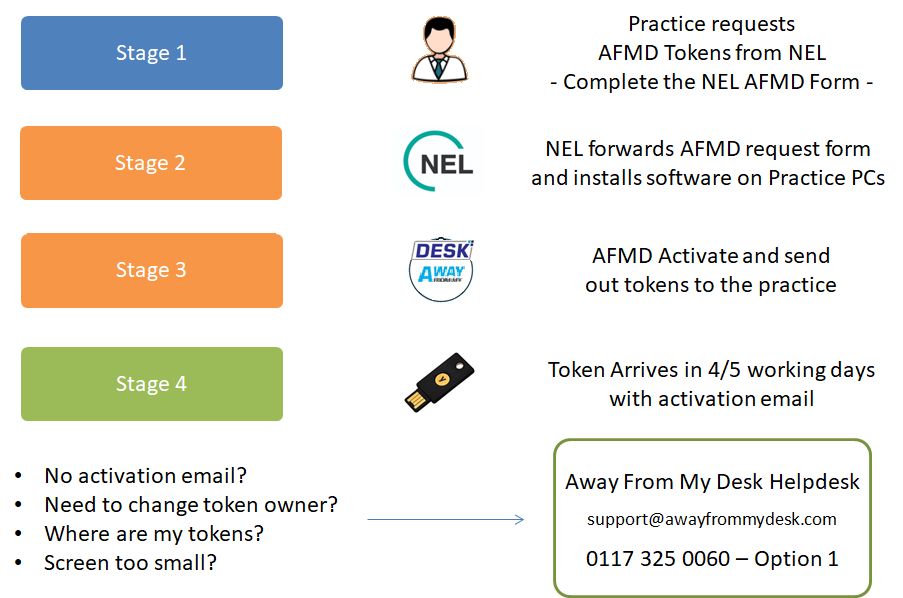 Stage 1
Practice requests
AFMD Tokens from NEL
- Complete the NEL AFMD Form -
Stage 2
NEL
NEL forwards AFMD request form
and installs software on Practice PCs
Stage 3
DESK
AWAY
FROM MY
AFMD Activate and send
out tokens to the practice
Stage 4
Y
Token Arrives in 4/5 working days
with activation email
• No activation email?
• Need to change token owner?
• Where are my tokens?
• Screen too small?
Away From My Desk Helpdesk
support@awayfrommydesk.com
0117 325 0060 – Option 1